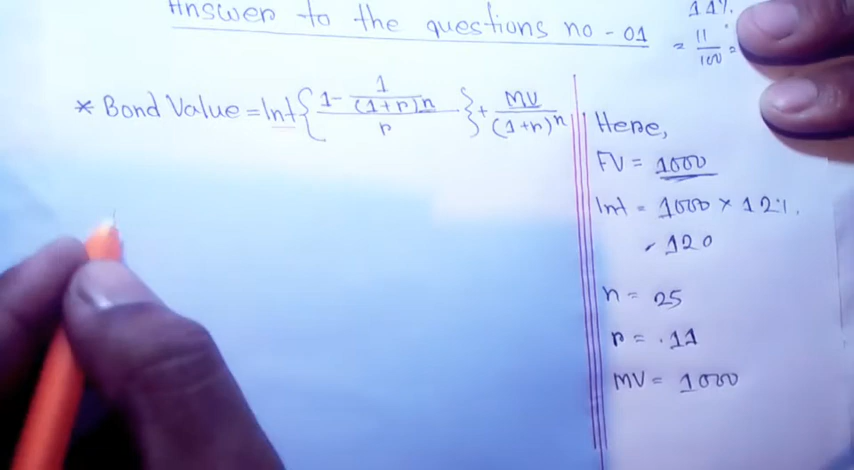 Answer to the questions no - 01
11%.
= 11/100 =
* Bond Value = Int { 1 - 1/(1+r)n / r } + MV/(1+r)^n
Here,
FV = 1000
Int = 1000 × 12%.
= 120
n = 25
r = .11
MV = 1000